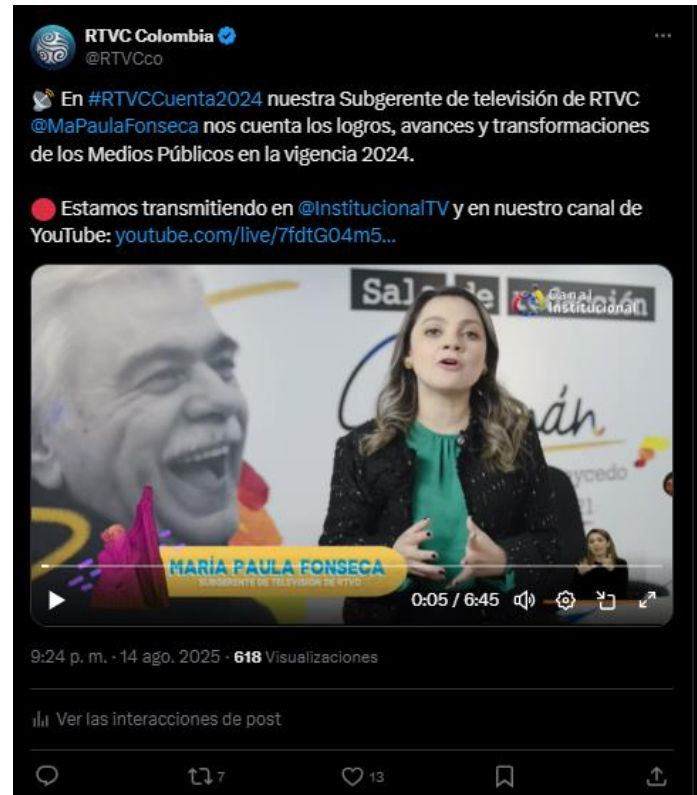 RTVC Colombia
@RTVCco
En #RTVCCuenta2024 nuestra Subgerente de televisión de RTVC
@MaPaulaFonseca nos cuenta los logros, avances y transformaciones
de los Medios Públicos en la vigencia 2024.
Estamos transmitiendo en @InstitucionalTV y en nuestro canal de
YouTube: youtube.com/live/7fdtG04m5...
Canal
Institucional
MARÍA PAULA FONSECA
SUBGERENTE DE TELEVISIÓN DE RTVC
0:05 / 6:45
9:24 p. m. · 14 ago. 2025 · 618 Visualizaciones
Ver las interacciones de post
7
13